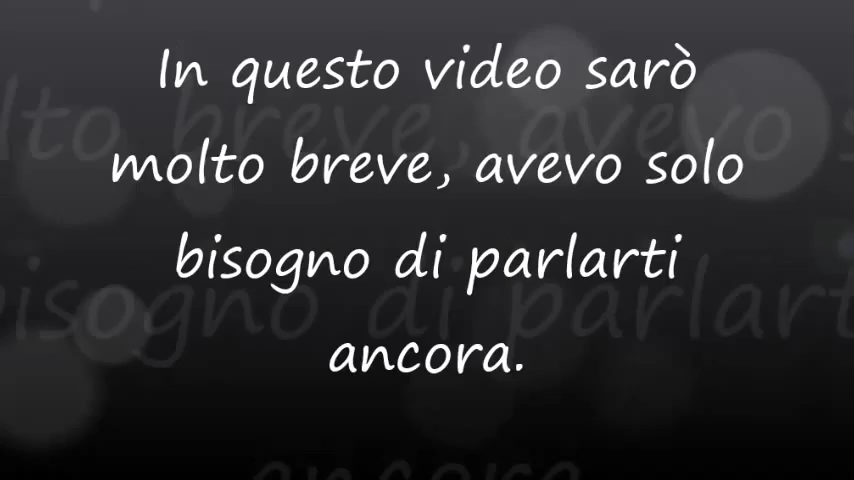 In questo video sarò
molto breve, avevo solo
bisogno di parlarti
ancora.